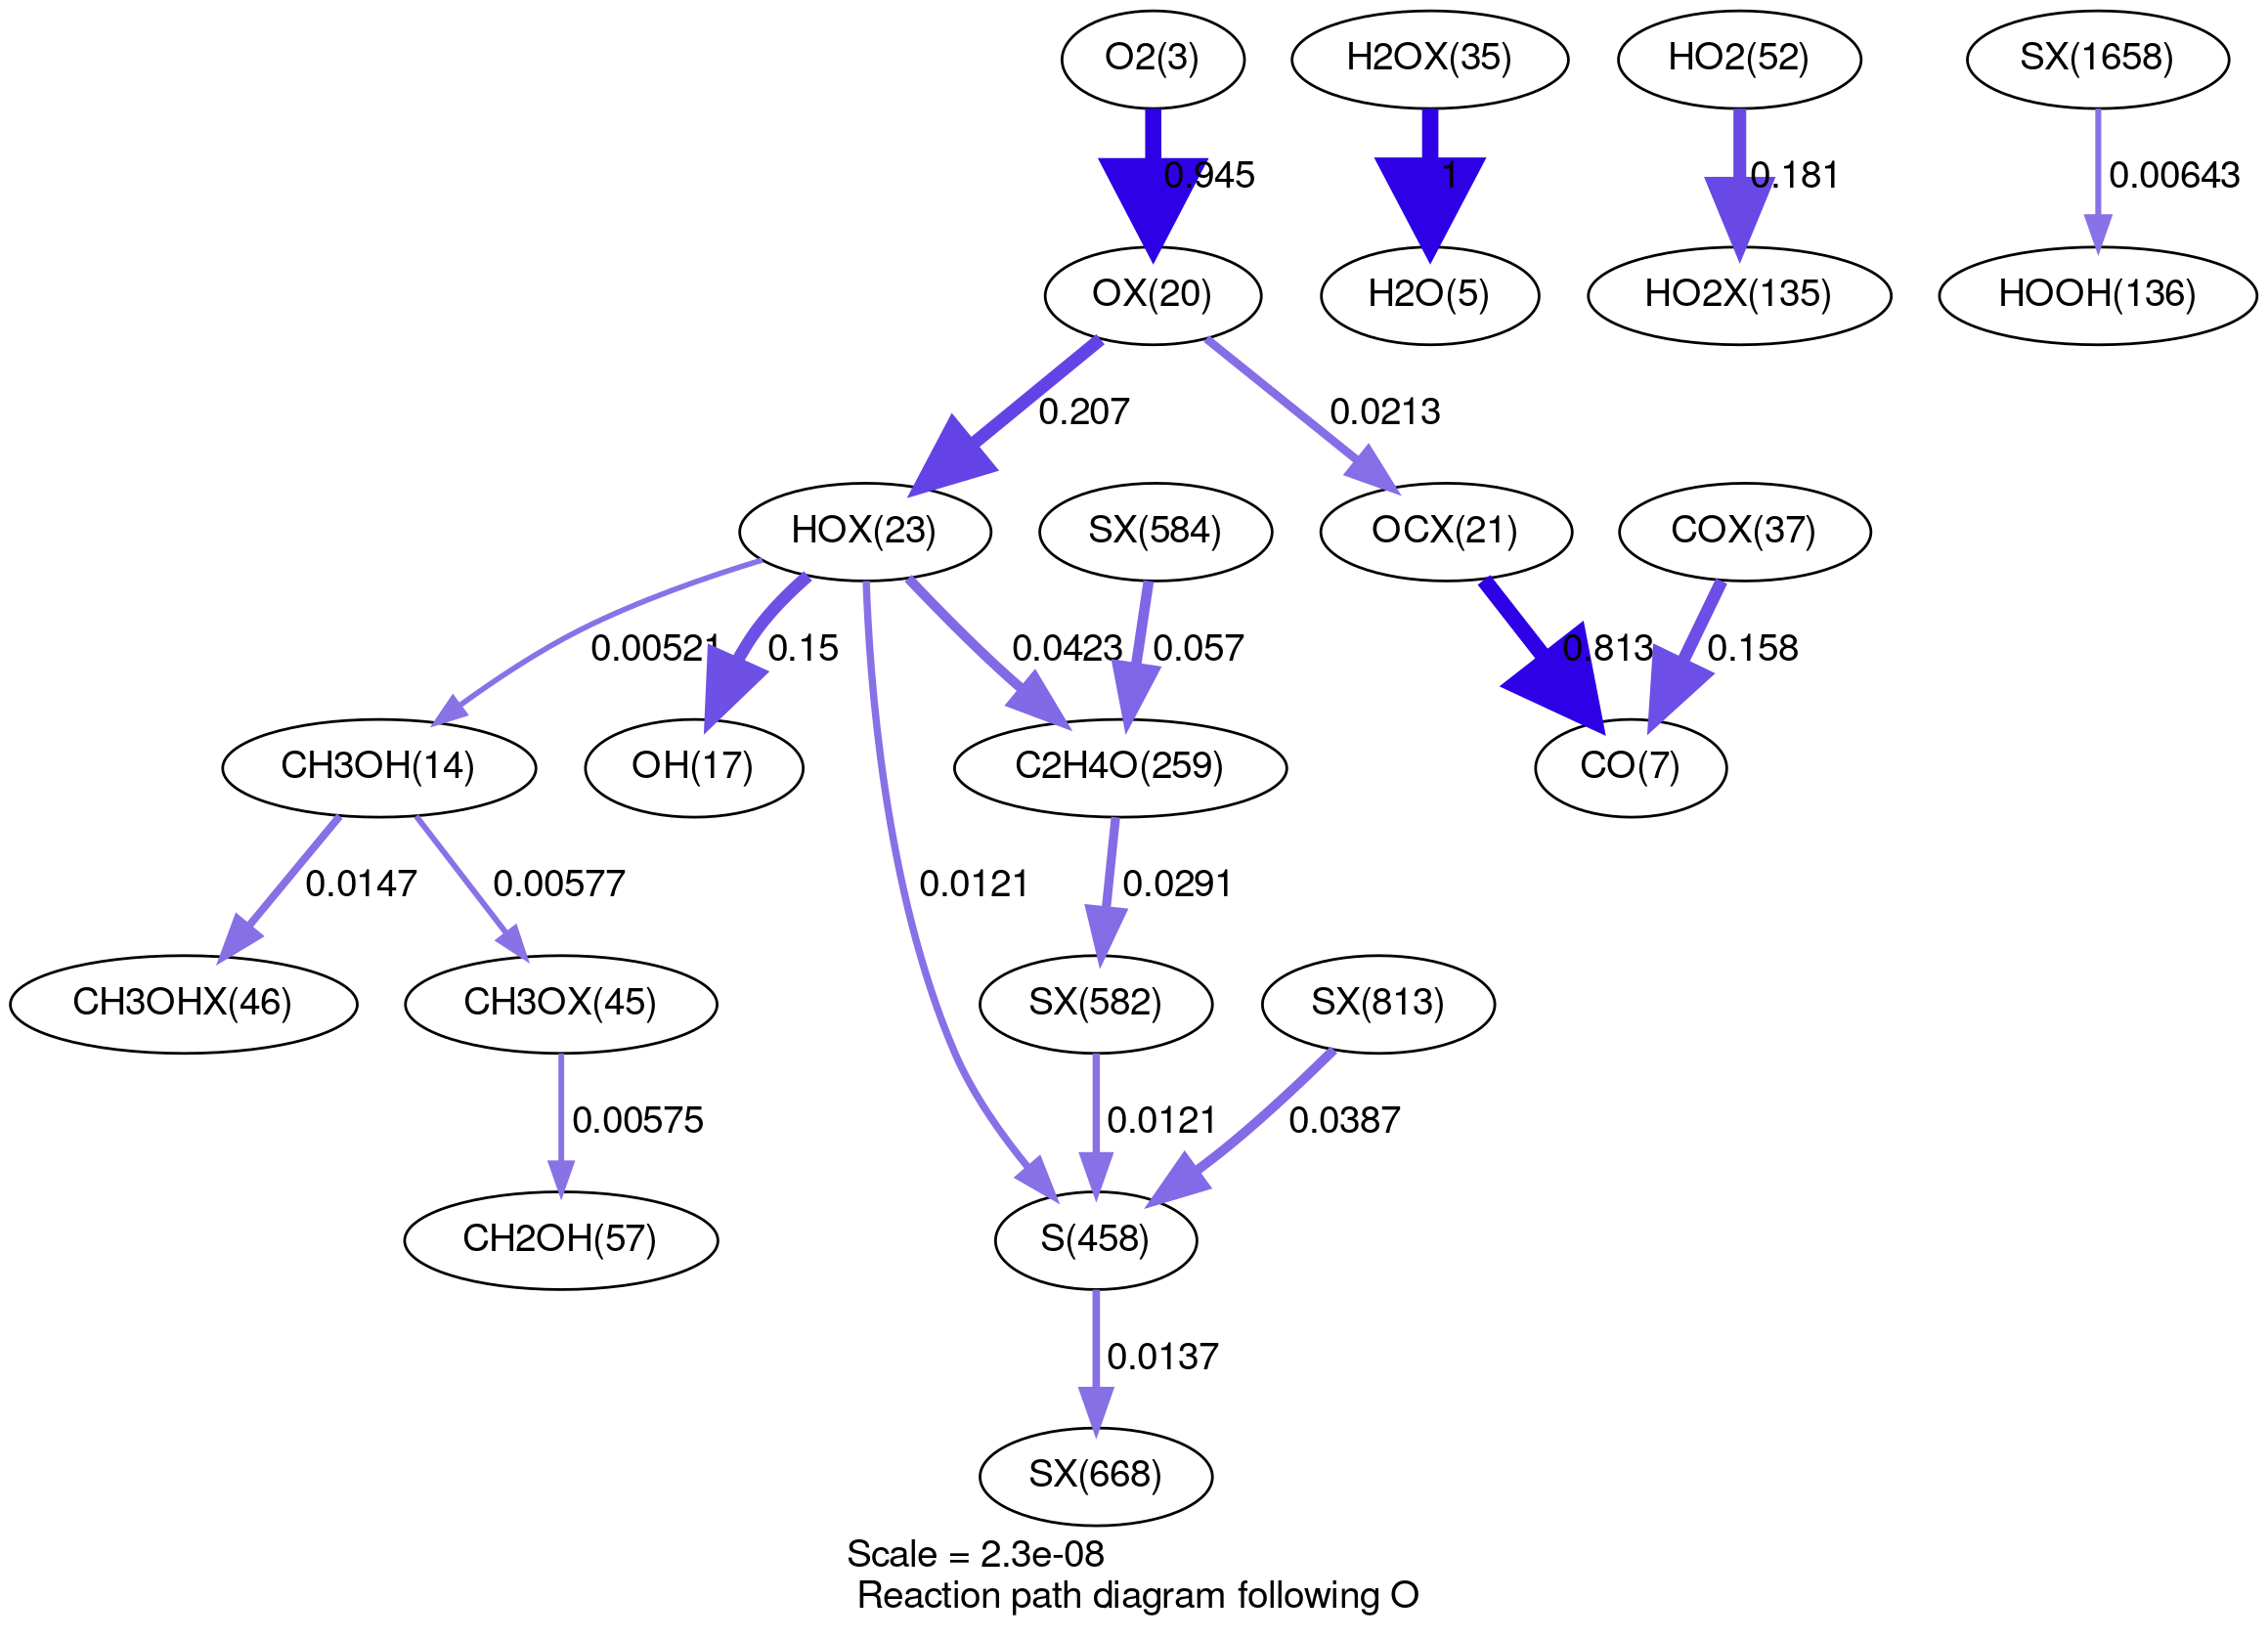 O2(3)
H2OX(35)
HO2(52)
SX(1658)
0.945
1
0.181
0.00643
OX(20)
H2O(5)
HO2X(135)
HOOH(136)
0.207
0.0213
HOX(23)
SX(584)
OCX(21)
COX(37)
0.00521
0.15
0.0423
0.057
0.813
0.158
CH3OH(14)
OH(17)
C2H4O(259)
CO(7)
0.0147
0.00577
0.0121
0.0291
CH3OHX(46)
CH3OX(45)
SX(582)
SX(813)
0.00575
0.0121
0.0387
CH2OH(57)
S(458)
0.0137
SX(668)
Scale = 2.3e-08
Reaction path diagram following O